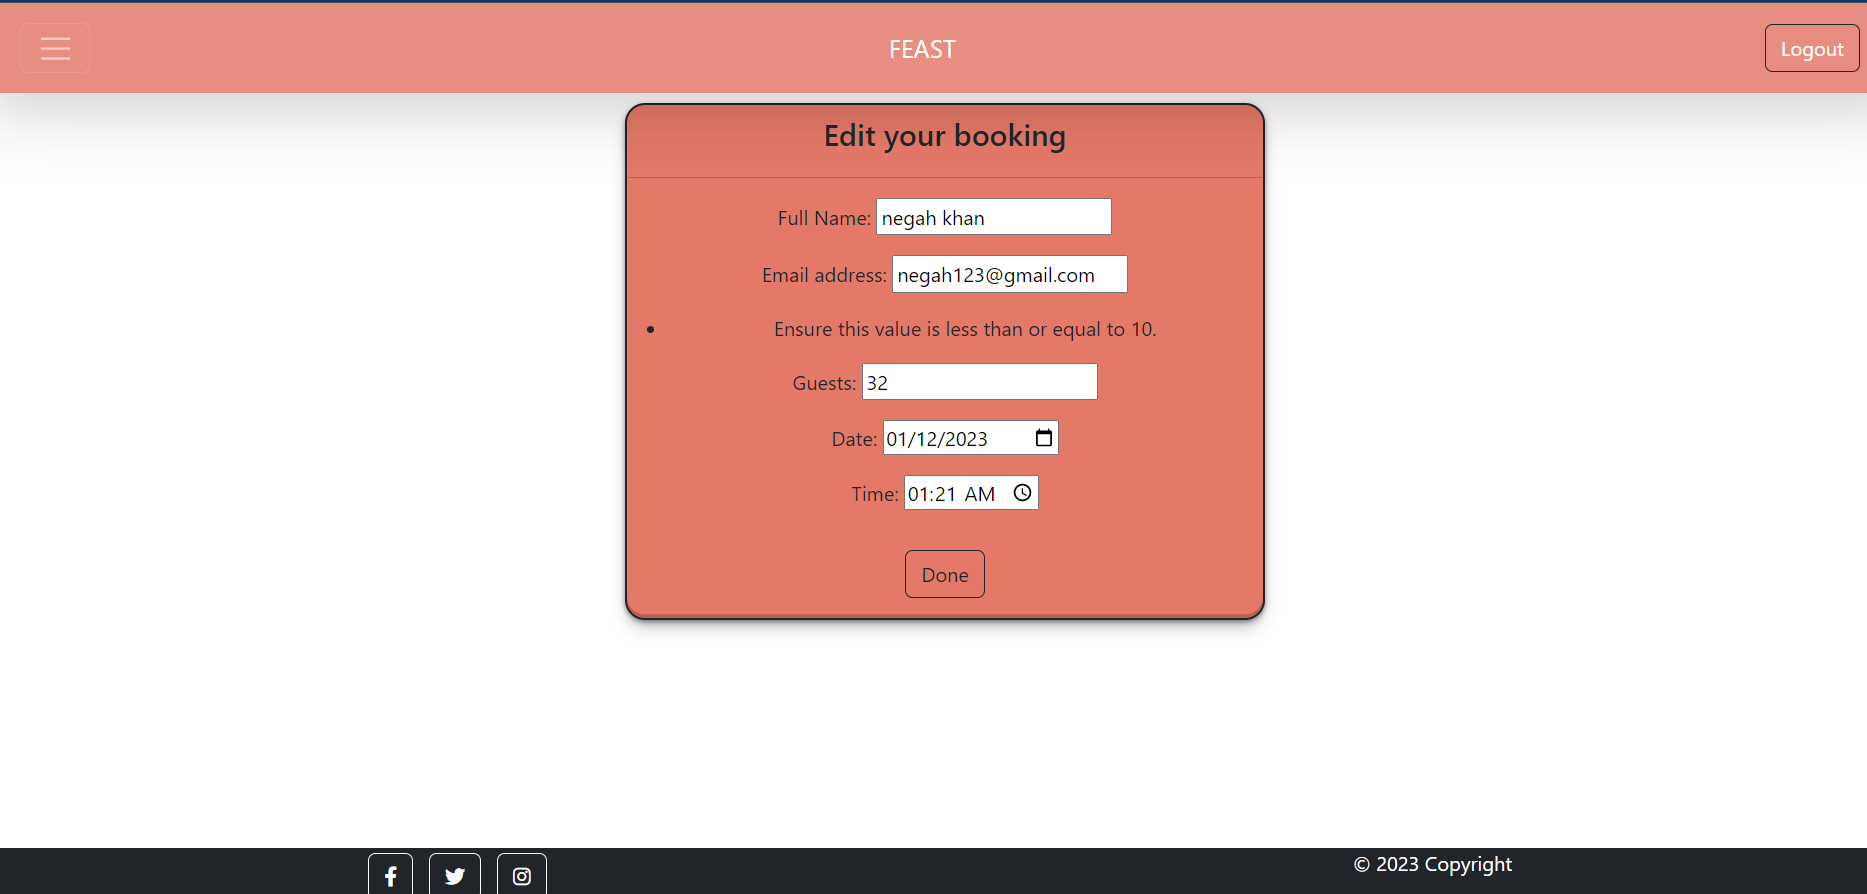 FEAST
Logout
Edit your booking
Full Name: negah khan
Email address: negah123@gmail.com
• Ensure this value is less than or equal to 10.
Guests: 32
Date: 01/12/2023
Time: 01:21 AM
Done
© 2023 Copyright